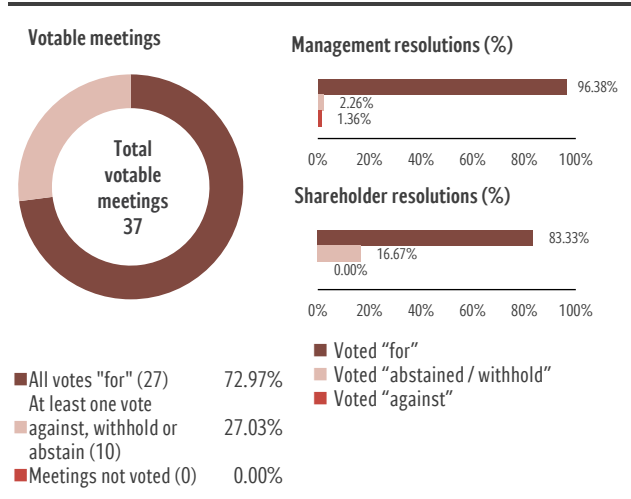 Votable meetings
Total
votable
meetings
37
All votes "for" (27) 72.97%
At least one vote
against, withhold or 27.03%
abstain (10)
Meetings not voted (0) 0.00%
Management resolutions (%)
96.38%
2.26%
1.36%
0% 20% 40% 60% 80% 100%
Shareholder resolutions (%)
83.33%
16.67%
0.00%
0% 20% 40% 60% 80% 100%
Voted “for”
Voted “abstained / withhold”
Voted “against”